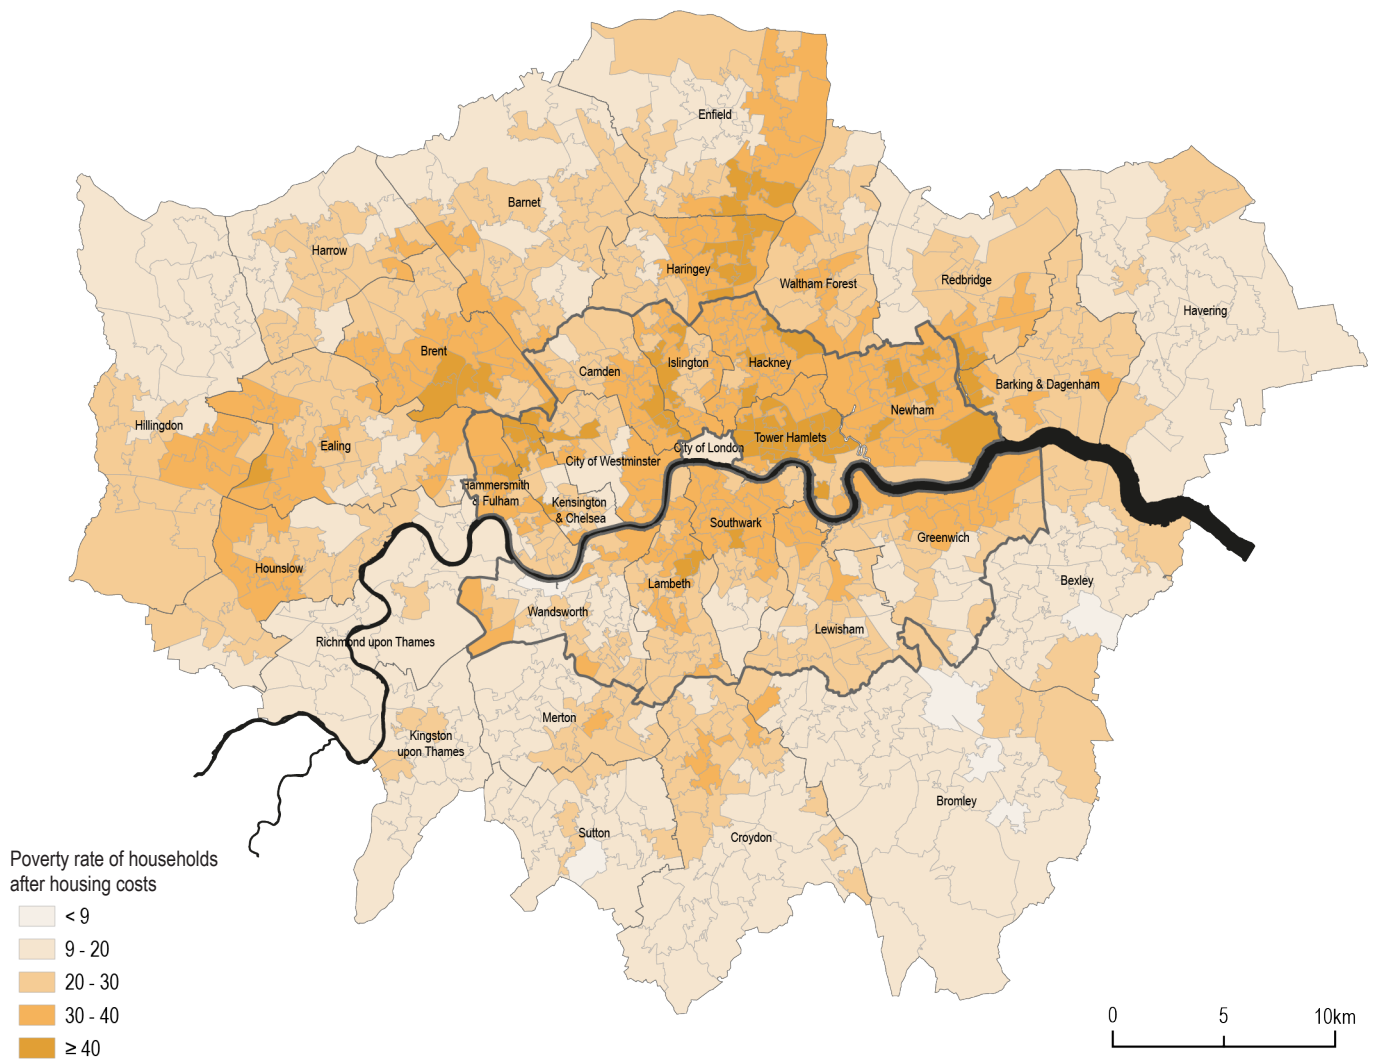 Enfield
Barnet
Harrow
Haringey
Waltham Forest
Redbridge
Havering
Brent
Camden
Islington
Hackney
Barking & Dagenham
Hillingdon
Ealing
Newham
Tower Hamlets
City of London
City of Westminster
Hammersmith
& Fulham
Kensington
& Chelsea
Southwark
Greenwich
Hounslow
Lambeth
Bexley
Wandsworth
Lewisham
Richmond upon Thames
Merton
Kingston
upon Thames
Bromley
Sutton
Croydon
Poverty rate of households
after housing costs
< 9
9 - 20
20 - 30
30 - 40
≥ 40
0 5 10km